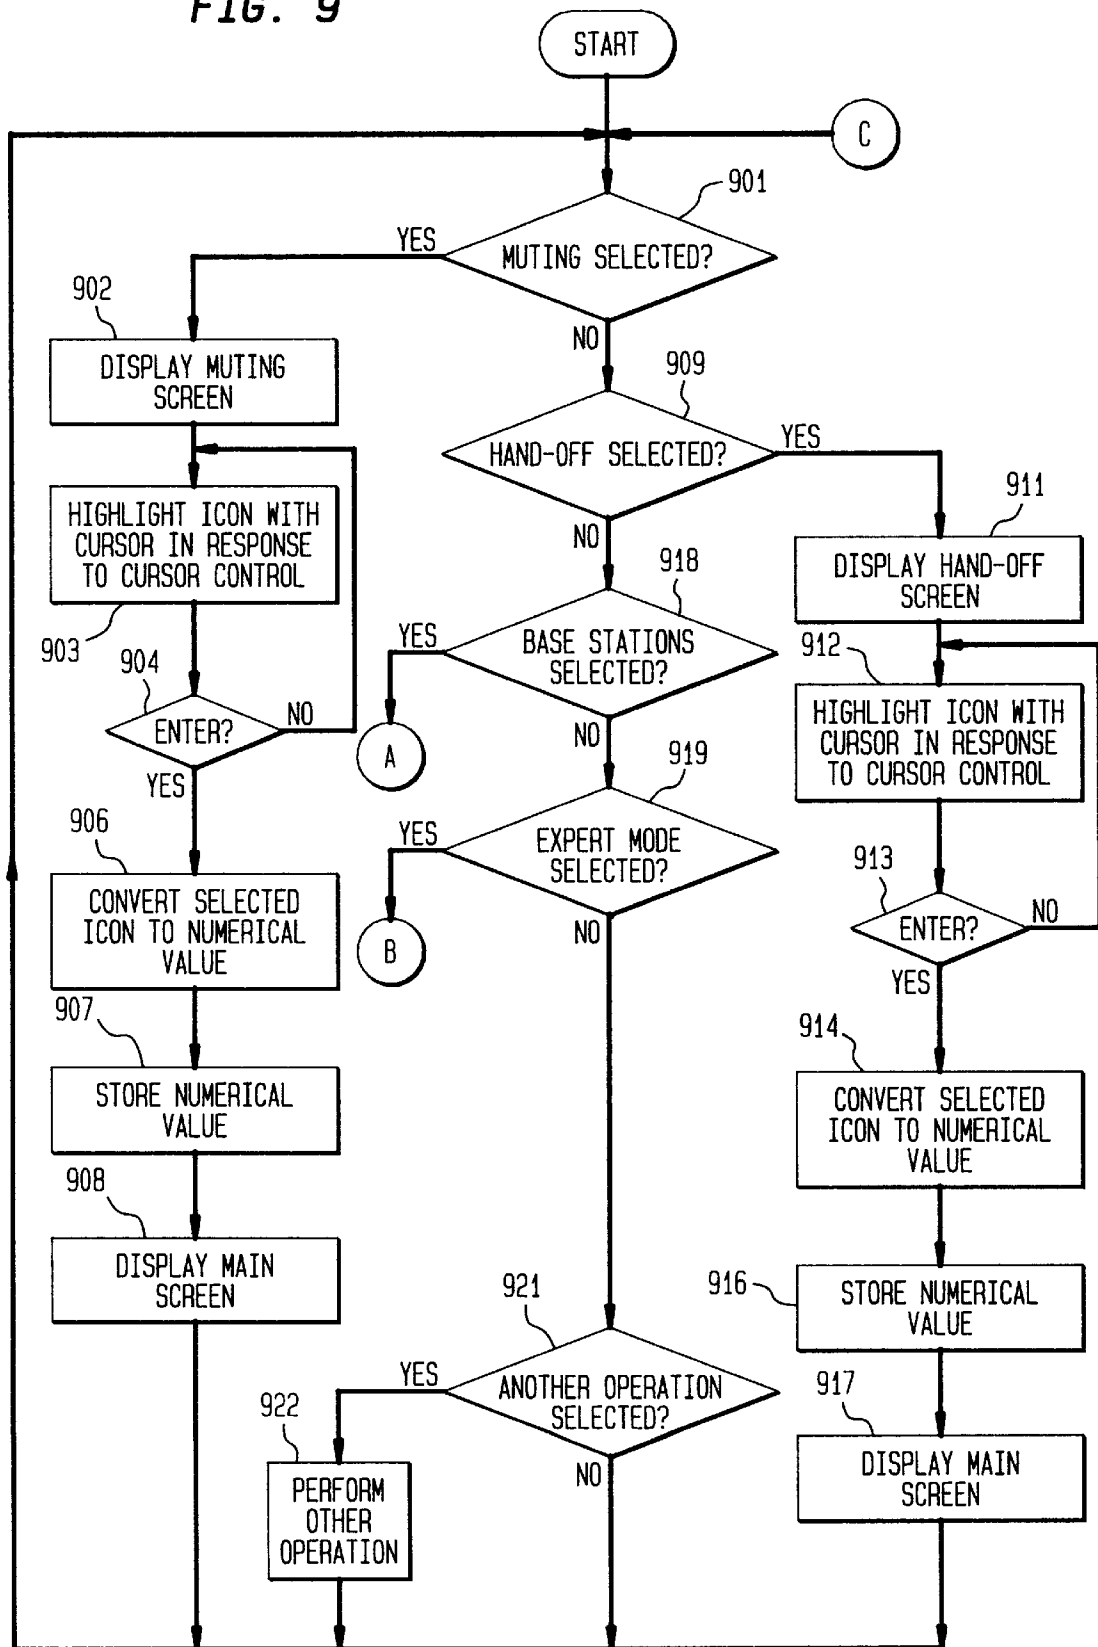 FIG. 9
START
C
901
YES
MUTING SELECTED?
NO
902
DISPLAY MUTING
SCREEN
909
HAND-OFF SELECTED?
YES
NO
911
DISPLAY HAND-OFF
SCREEN
HIGHLIGHT ICON WITH
CURSOR IN RESPONSE
TO CURSOR CONTROL
903
904
ENTER?
NO
YES
918
YES
BASE STATIONS
SELECTED?
NO
A
912
HIGHLIGHT ICON WITH
CURSOR IN RESPONSE
TO CURSOR CONTROL
919
YES
EXPERT MODE
SELECTED?
NO
B
913
ENTER?
NO
YES
906
CONVERT SELECTED
ICON TO NUMERICAL
VALUE
907
STORE NUMERICAL
VALUE
908
DISPLAY MAIN
SCREEN
914
CONVERT SELECTED
ICON TO NUMERICAL
VALUE
916
STORE NUMERICAL
VALUE
917
DISPLAY MAIN
SCREEN
921
YES
ANOTHER OPERATION
SELECTED?
NO
922
PERFORM
OTHER
OPERATION